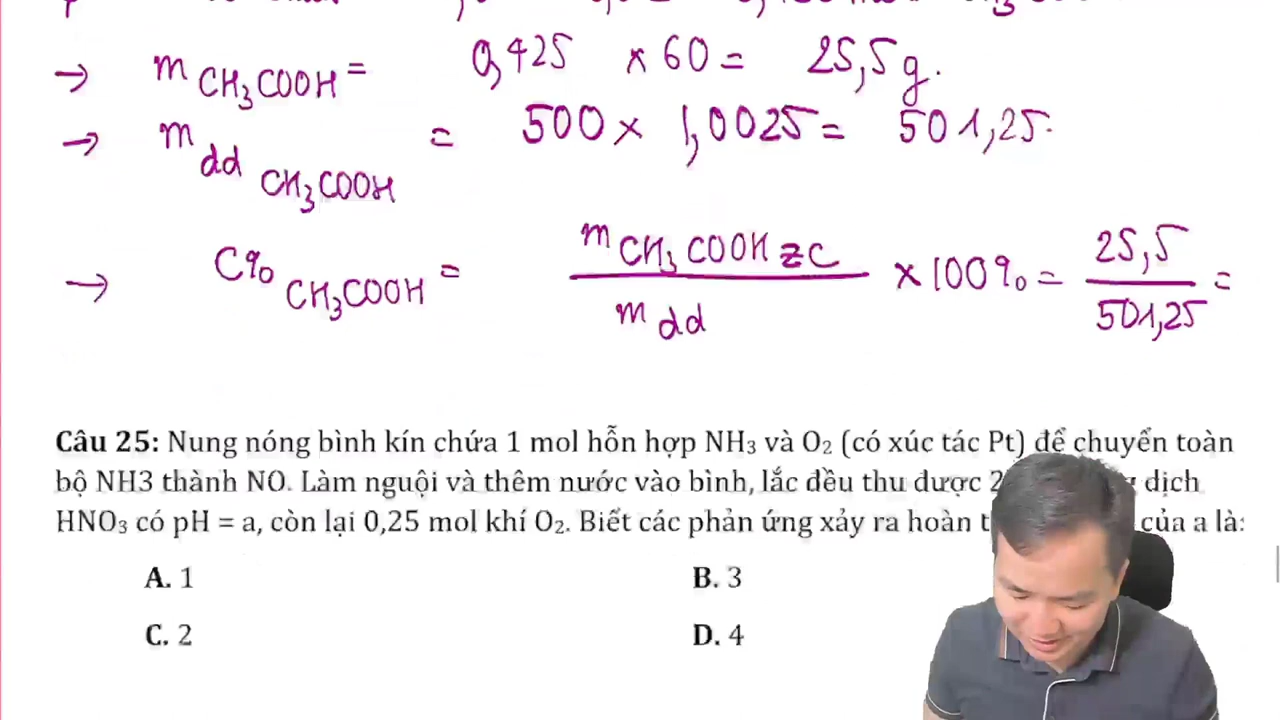 → m CH3COOH = 0,425 × 60 = 25,5 g.
→ m dd CH3COOH = 500 × 1,0025 = 501,25.
→ C% CH3COOH = m CH3COOH zc / m dd × 100% = 25,5 / 501,25 =
Câu 25: Nung nóng bình kín chứa 1 mol hỗn hợp NH3 và O2 (có xúc tác Pt) để chuyển toàn
bộ NH3 thành NO. Làm nguội và thêm nước vào bình, lắc đều thu được dịch
HNO3 có pH = a, còn lại 0,25 mol khí O2. Biết các phản ứng xảy ra hoàn của a là:
A. 1
B. 3
C. 2
D. 4